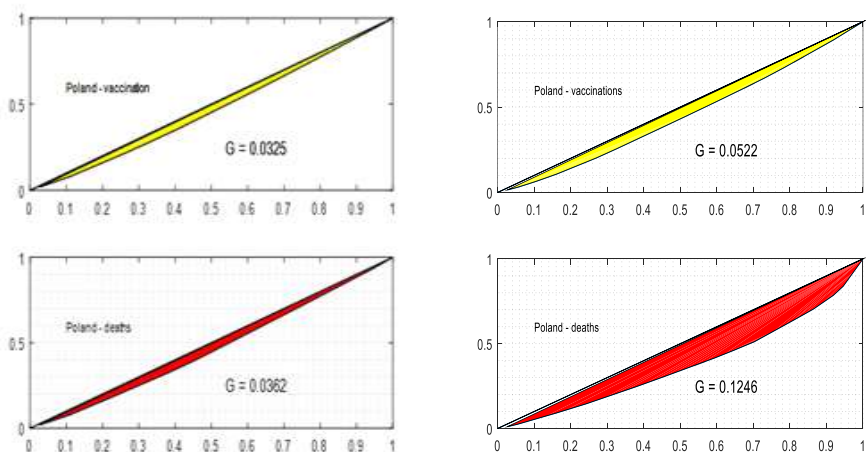 1
0.5
0
Poland - vaccination
G = 0.0325
0 0.1 0.2 0.3 0.4 0.5 0.6 0.7 0.8 0.9 1
1
0.5
0
Poland - vaccinations
G = 0.0522
0 0.1 0.2 0.3 0.4 0.5 0.6 0.7 0.8 0.9 1
1
0.5
0
Poland - deaths
G = 0.0362
0 0.1 0.2 0.3 0.4 0.5 0.6 0.7 0.8 0.9 1
1
0.5
0
Poland - deaths
G = 0.1246
0 0.1 0.2 0.3 0.4 0.5 0.6 0.7 0.8 0.9 1